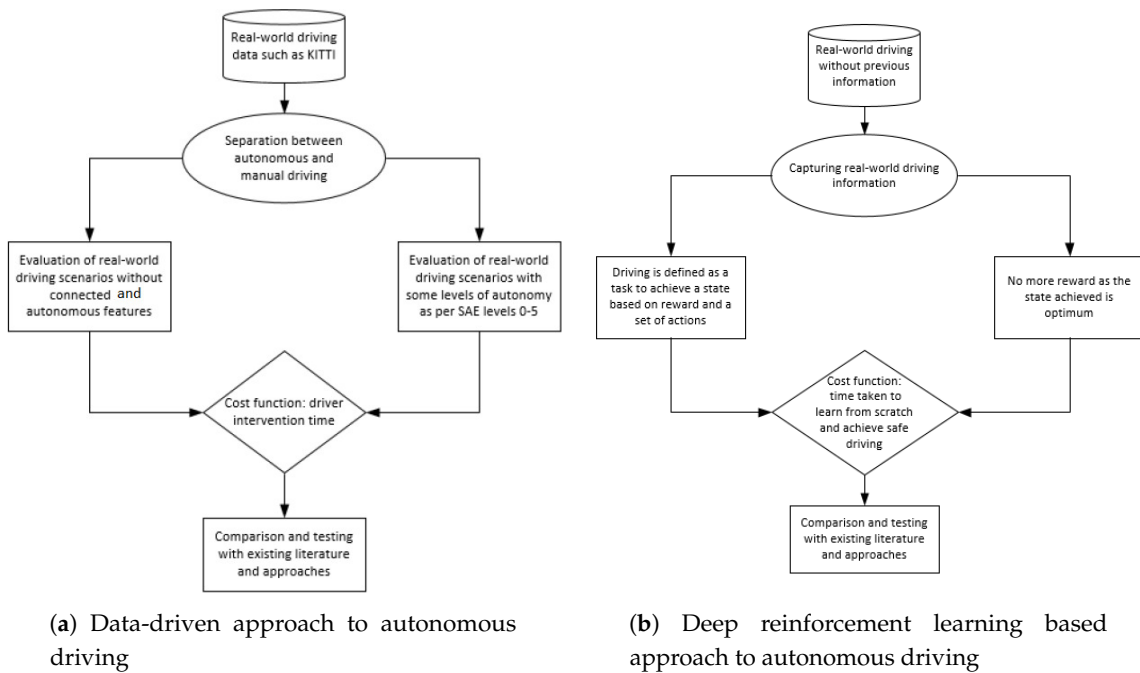 Real-world driving
data such as KITTI
Separation between
autonomous and
manual driving
Evaluation of real-world
driving scenarios without
connected and
autonomous features
Evaluation of real-world
driving scenarios with
some levels of autonomy
as per SAE levels 0-5
Cost function: driver
intervention time
Comparison and testing
with existing literature
and approaches
(a) Data-driven approach to autonomous
driving
Real-world driving
without previous
information
Capturing real-world driving
information
Driving is defined as a
task to achieve a state
based on reward and a
set of actions
No more reward as the
state achieved is
optimum
Cost function:
time taken to
learn from scratch
and achieve safe
driving
Comparison and testing
with existing literature
and approaches
(b) Deep reinforcement learning based
approach to autonomous driving